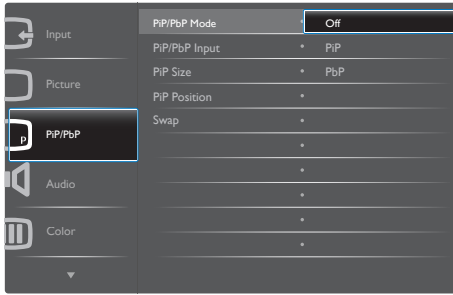 Input
Picture
P
PiP/PbP
Audio
Color
PiP/PbP Mode
PiP/PbP Input
PiP Size
PiP Position
Swap
Off
PiP
PbP